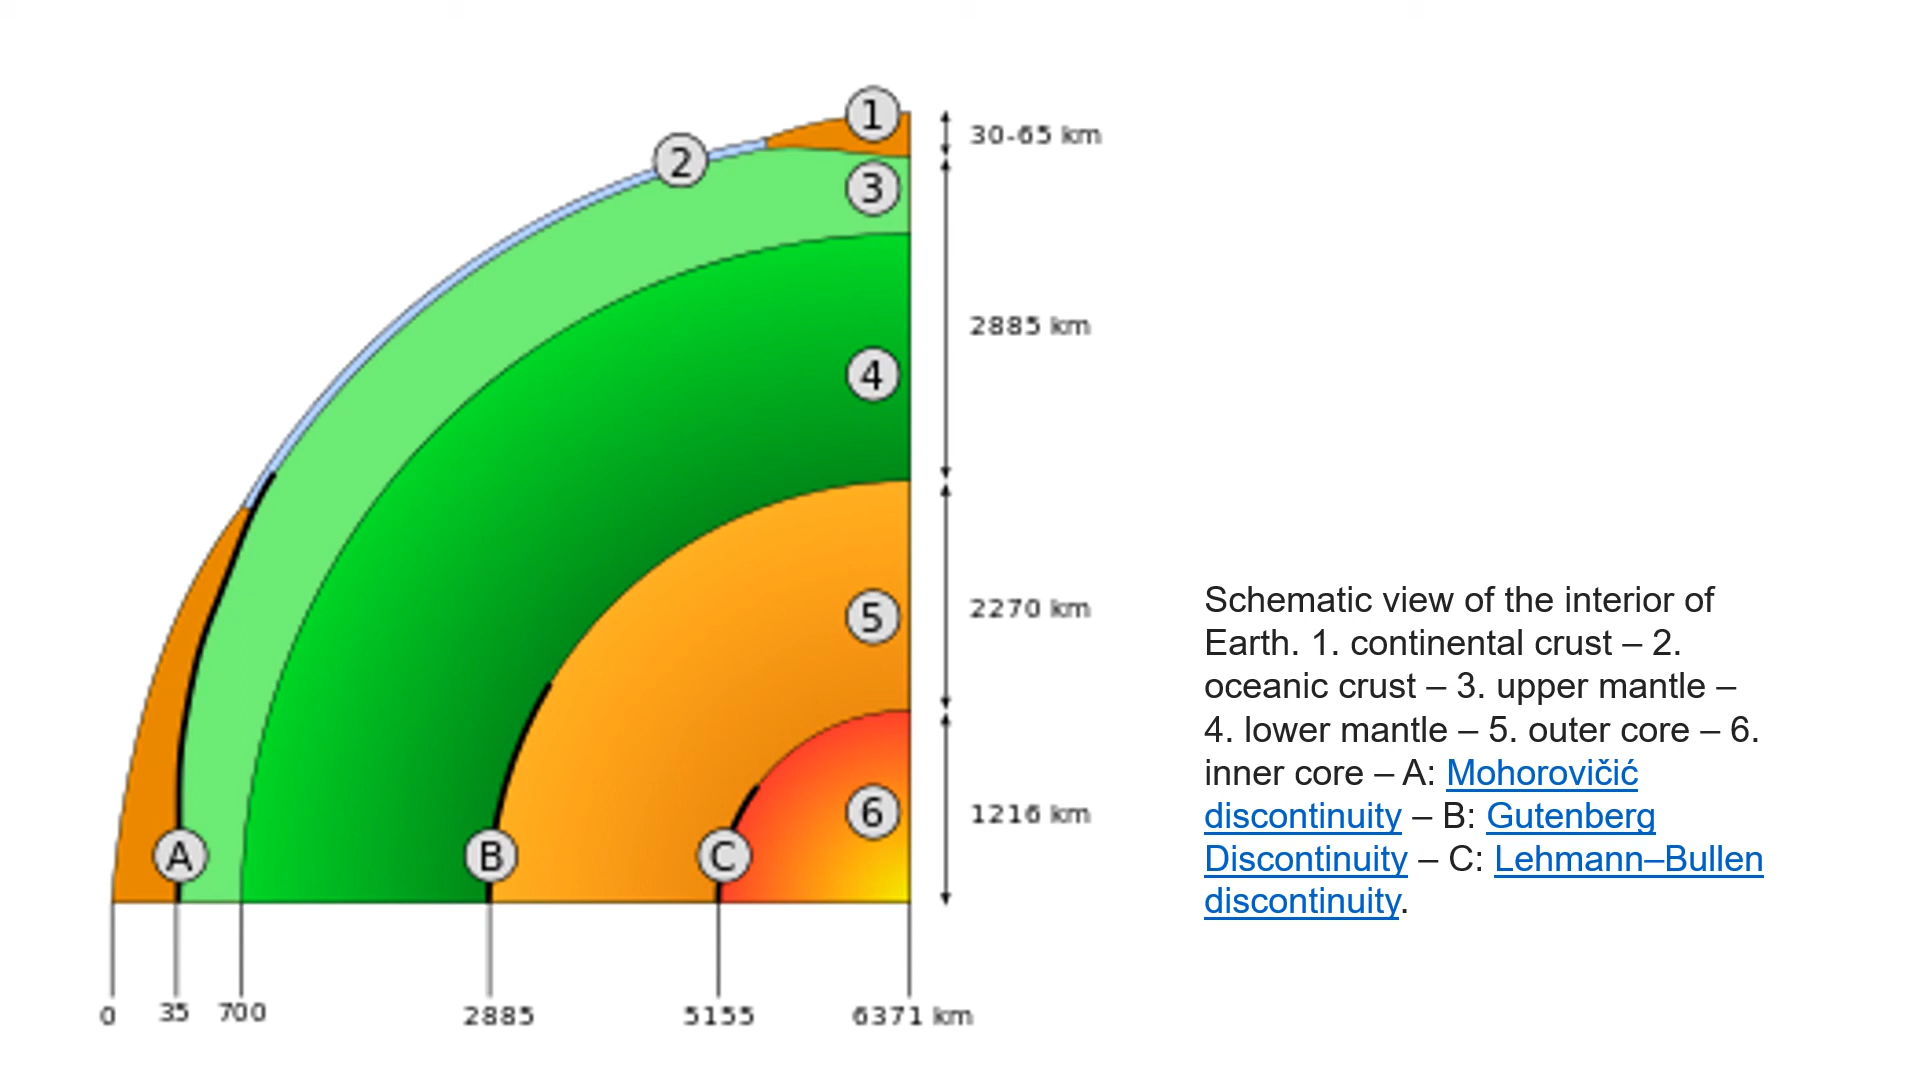 1
30-65 km
2
3
2885 km
4
5
2270 km
6
1216 km
A
B
C
0
35
700
2885
5155
6371 km
Schematic view of the interior of
Earth. 1. continental crust – 2.
oceanic crust – 3. upper mantle –
4. lower mantle – 5. outer core – 6.
inner core – A: Mohorovičić
discontinuity – B: Gutenberg
Discontinuity – C: Lehmann–Bullen
discontinuity.